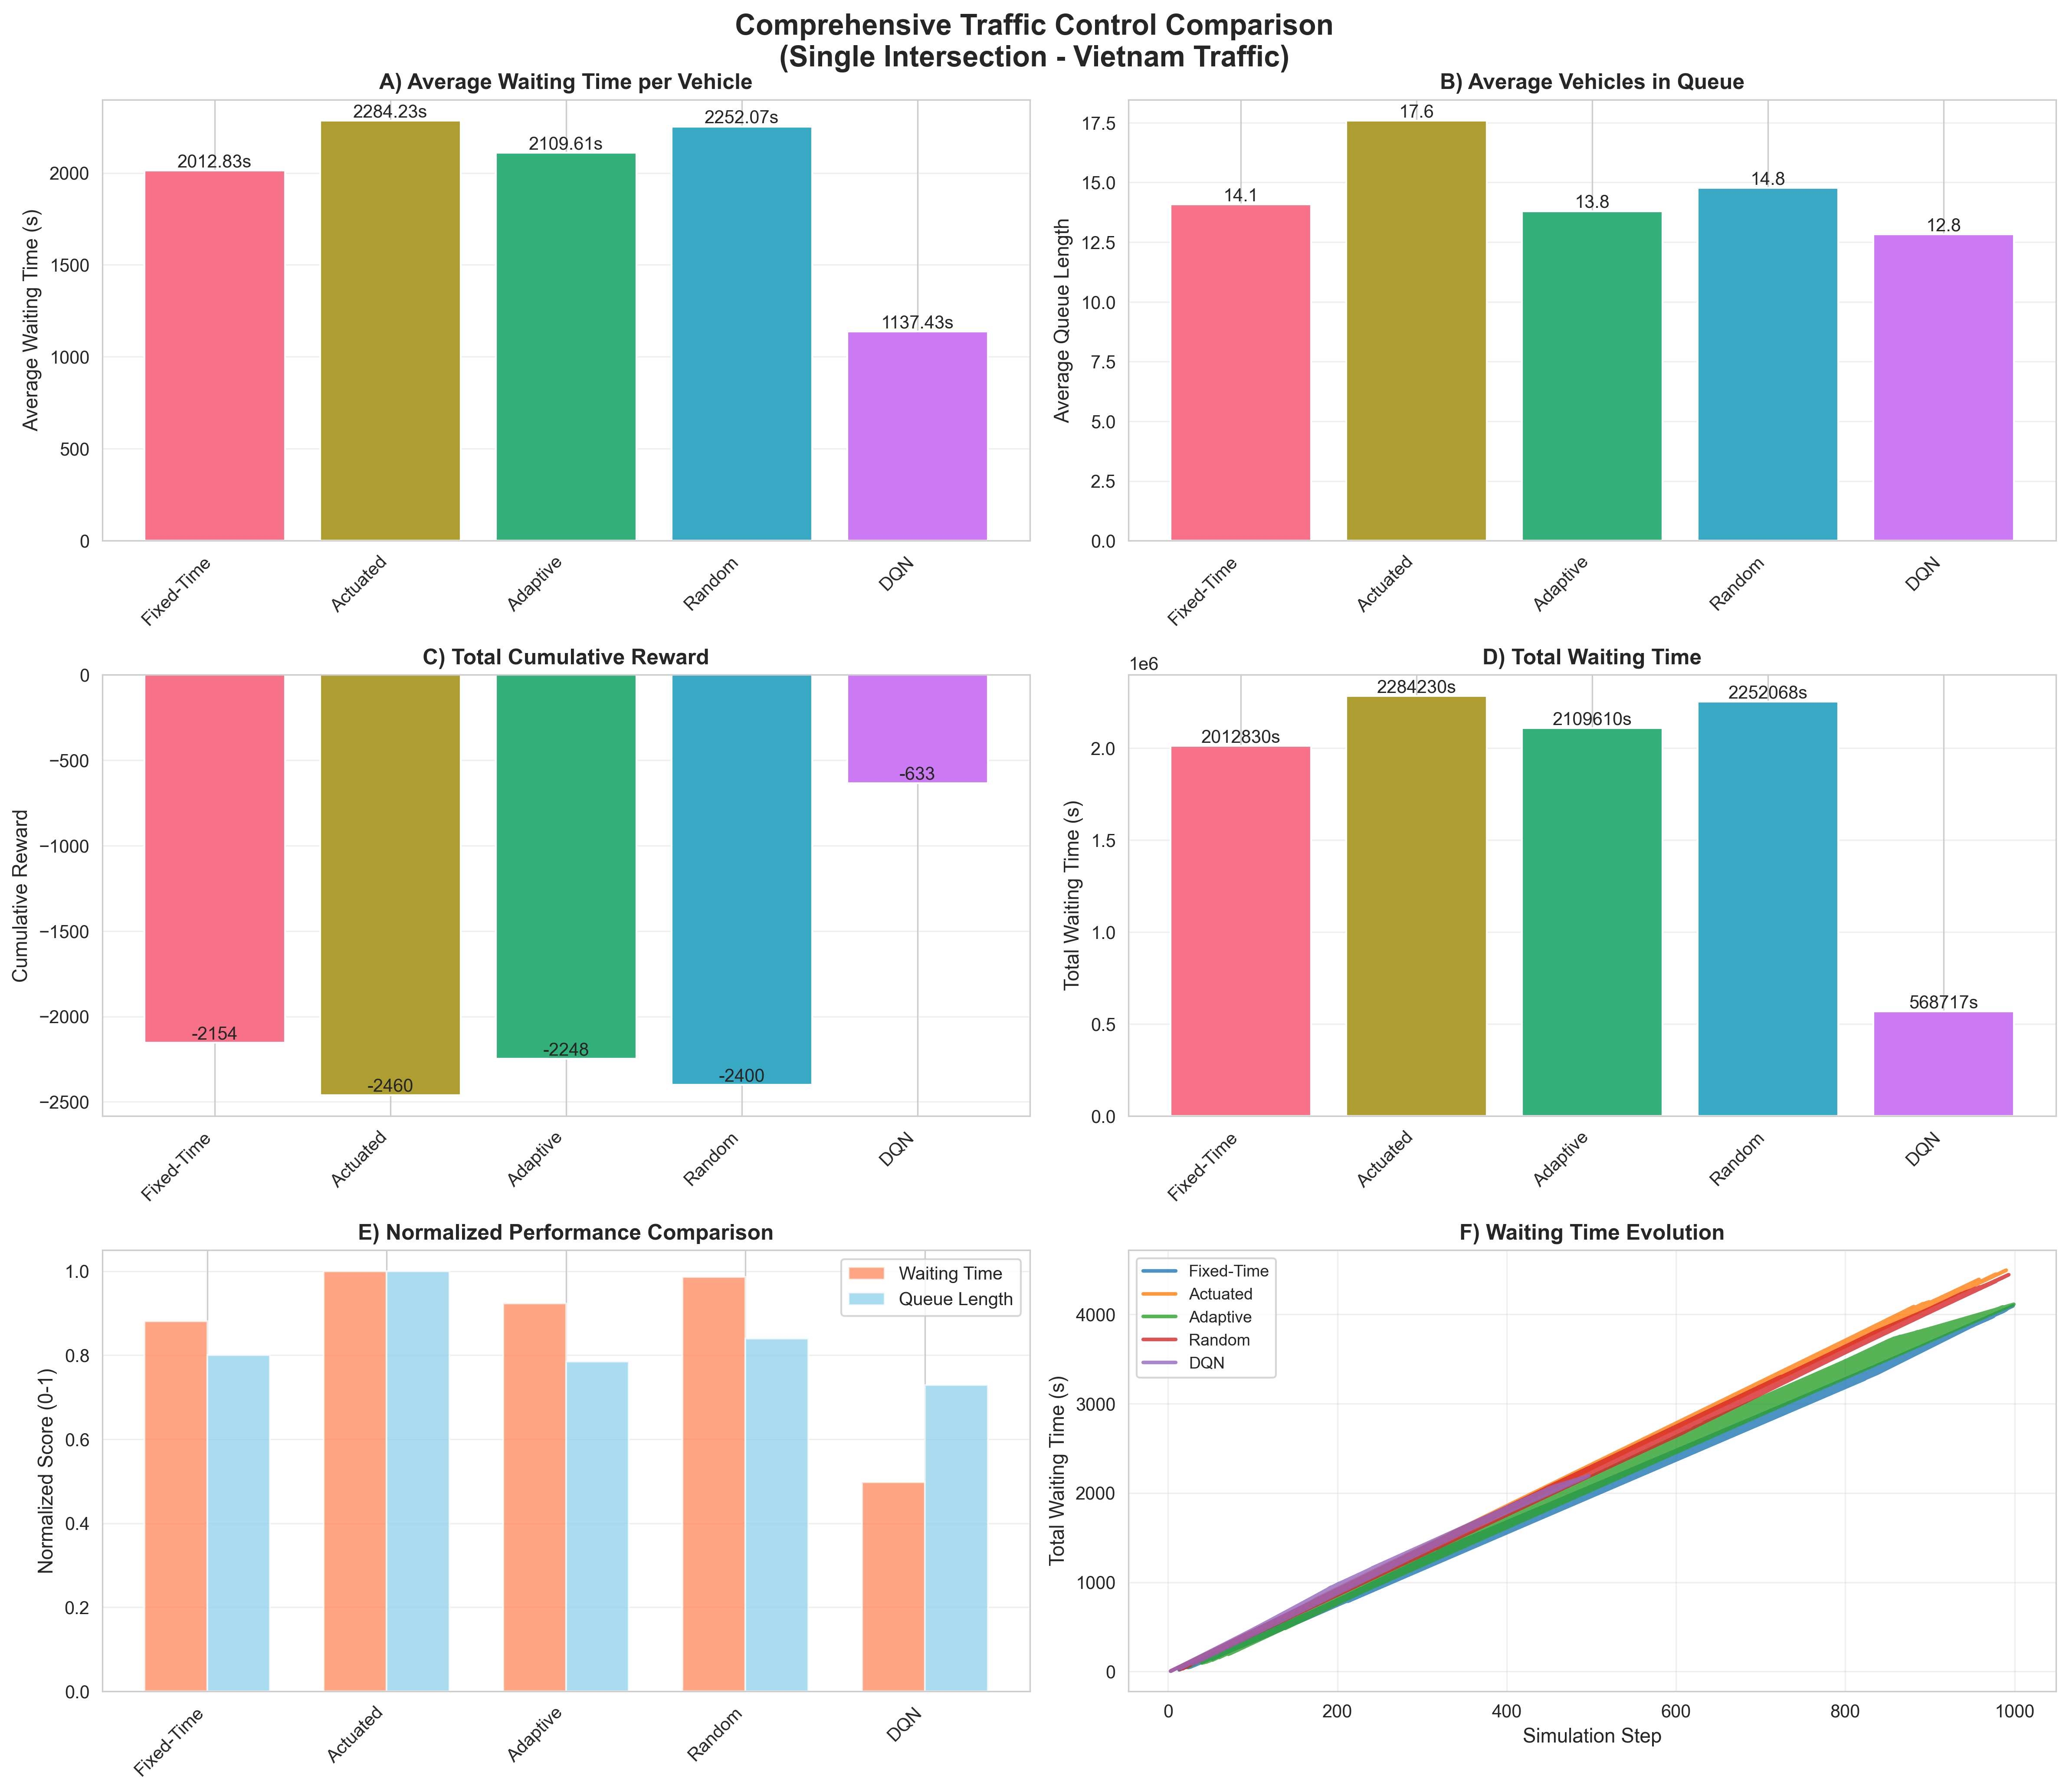 Comprehensive Traffic Control Comparison
(Single Intersection - Vietnam Traffic)
A) Average Waiting Time per Vehicle
Average Waiting Time (s)
2000
1500
1000
500
0
2012.83s
2284.23s
2109.61s
2252.07s
1137.43s
Fixed-Time
Actuated
Adaptive
Random
DQN
B) Average Vehicles in Queue
Average Queue Length
17.5
15.0
12.5
10.0
7.5
5.0
2.5
0.0
14.1
17.6
13.8
14.8
12.8
Fixed-Time
Actuated
Adaptive
Random
DQN
C) Total Cumulative Reward
Cumulative Reward
0
−500
−1000
−1500
−2000
−2500
-2154
-2460
-2248
-2400
-633
Fixed-Time
Actuated
Adaptive
Random
DQN
D) Total Waiting Time
1e6
Total Waiting Time (s)
2.0
1.5
1.0
0.5
0.0
2012830s
2284230s
2109610s
2252068s
568717s
Fixed-Time
Actuated
Adaptive
Random
DQN
E) Normalized Performance Comparison
Normalized Score (0-1)
1.0
0.8
0.6
0.4
0.2
0.0
Waiting Time
Queue Length
Fixed-Time
Actuated
Adaptive
Random
DQN
F) Waiting Time Evolution
Total Waiting Time (s)
4000
3000
2000
1000
0
Fixed-Time
Actuated
Adaptive
Random
DQN
0
200
400
600
800
1000
Simulation Step